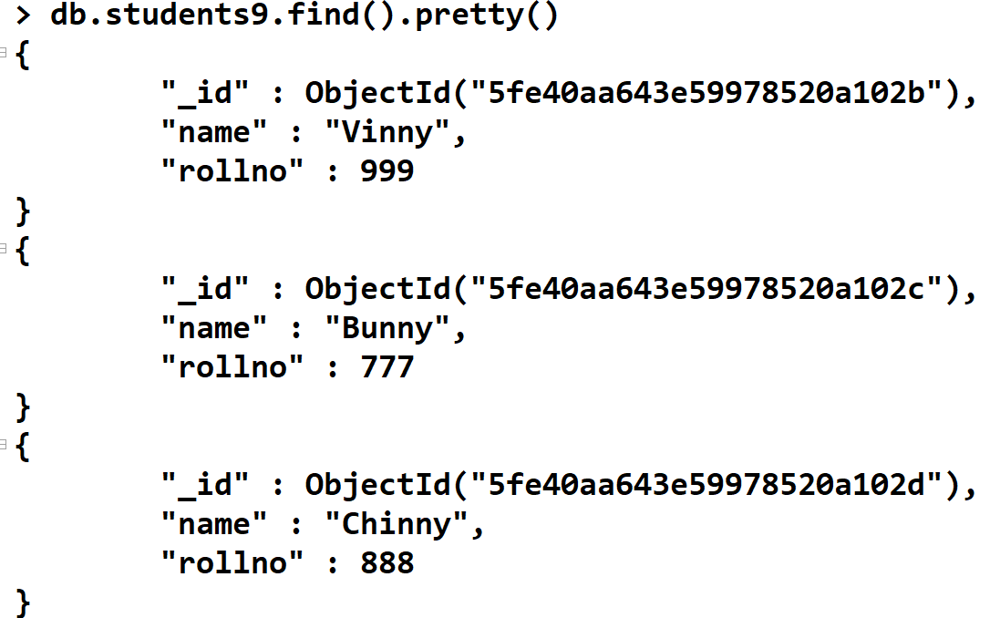 > db.students9.find().pretty()
{
"_id" : ObjectId("5fe40aa643e59978520a102b"),
"name" : "Vinny",
"rollno" : 999
}
{
"_id" : ObjectId("5fe40aa643e59978520a102c"),
"name" : "Bunny",
"rollno" : 777
}
{
"_id" : ObjectId("5fe40aa643e59978520a102d"),
"name" : "Chinny",
"rollno" : 888
}